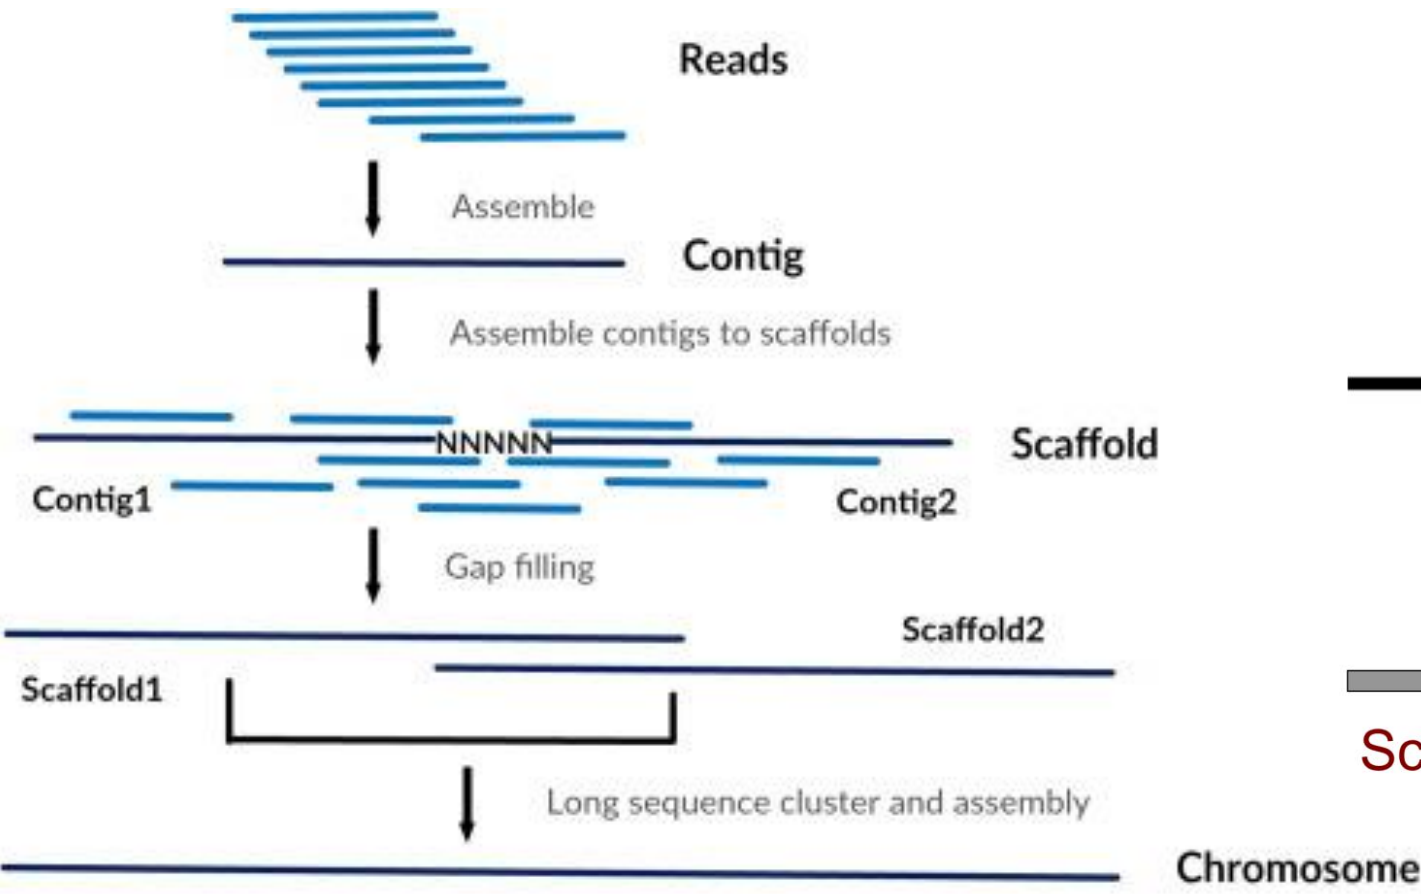 Reads
Assemble
Contig
Assemble contigs to scaffolds
NNNNN
Scaffold
Contig1
Contig2
Gap filling
Scaffold2
Scaffold1
Sc
Long sequence cluster and assembly
Chromosome